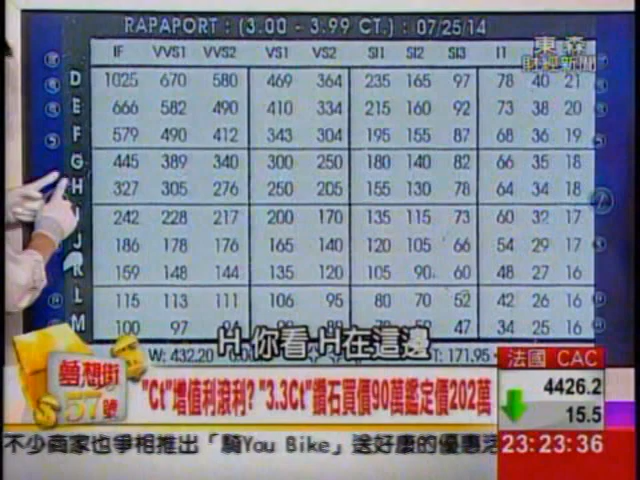 RAPAPORT : (3.00 - 3.99 CT.) : 07/25/14
東森
財經新聞
IF VVS1 VVS2 VS1 VS2 SI1 SI2 SI3 I1
D 1025 670 580 469 364 235 165 97 78 40 21
E 666 582 490 410 334 215 160 92 73 38 20
F 579 490 412 343 304 195 155 87 68 36 19
G 445 389 340 300 250 180 140 82 66 35 18
H 327 305 276 250 205 155 130 78 64 34 18
242 228 217 200 170 135 115 73 60 32 17
J 186 178 176 165 140 120 105 66 54 29 17
K 159 148 144 135 120 105 90 60 48 27 16
L 115 113 111 106 95 80 70 52 42 26 16
M 100 97 47 34 25 16
H 你看 H在這邊
W: 432.20 T: 171.95
夢想街
57號
"Ct"增值利滾利? "3.3Ct"鑽石買價90萬鑑定價202萬
法國 CAC
4426.2
15.5
不少商家也爭相推出「騎You Bike」送好康的優惠活
23:23:36